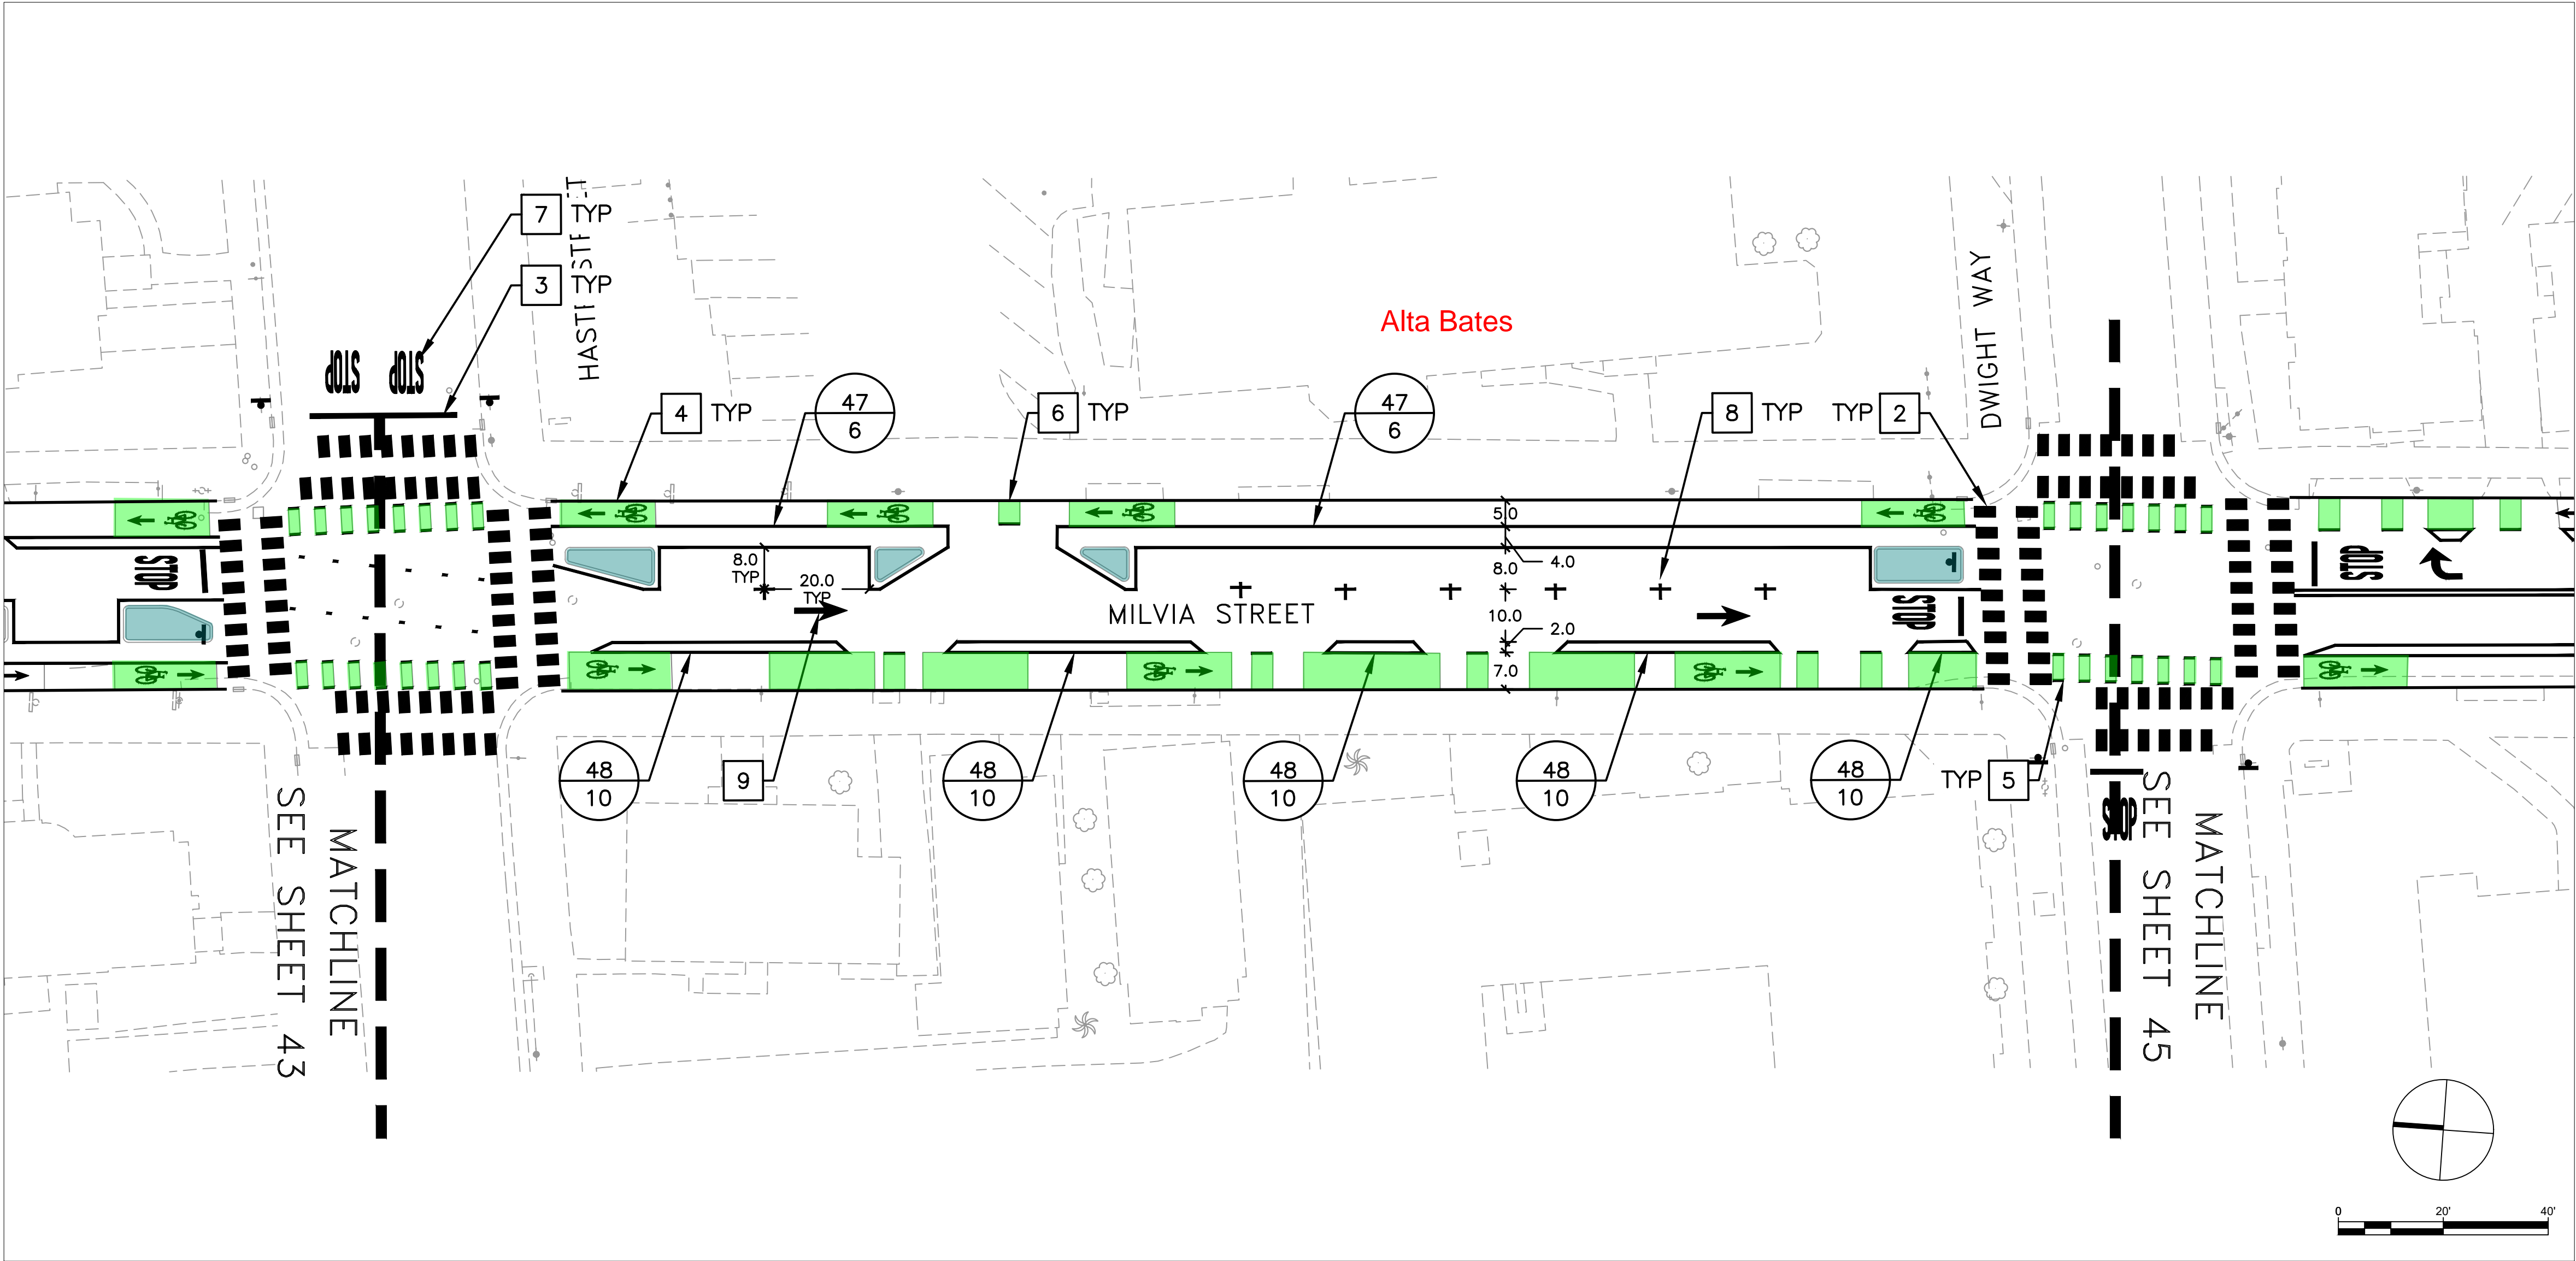 7 TYP
3 TYP
HASTE STREET
Alta Bates
DWIGHT WAY
STOP
STOP
4 TYP
47
6
6 TYP
47
6
8 TYP
TYP 2
5.0
4.0
8.0
8.0
TYP
20.0
TYP
STOP
STOP
MILVIA STREET
10.0
2.0
7.0
STOP
48
10
9
48
10
48
10
48
10
48
10
TYP 5
STOP
SEE SHEET 43
MATCHLINE
SEE SHEET 45
MATCHLINE
0 20' 40'